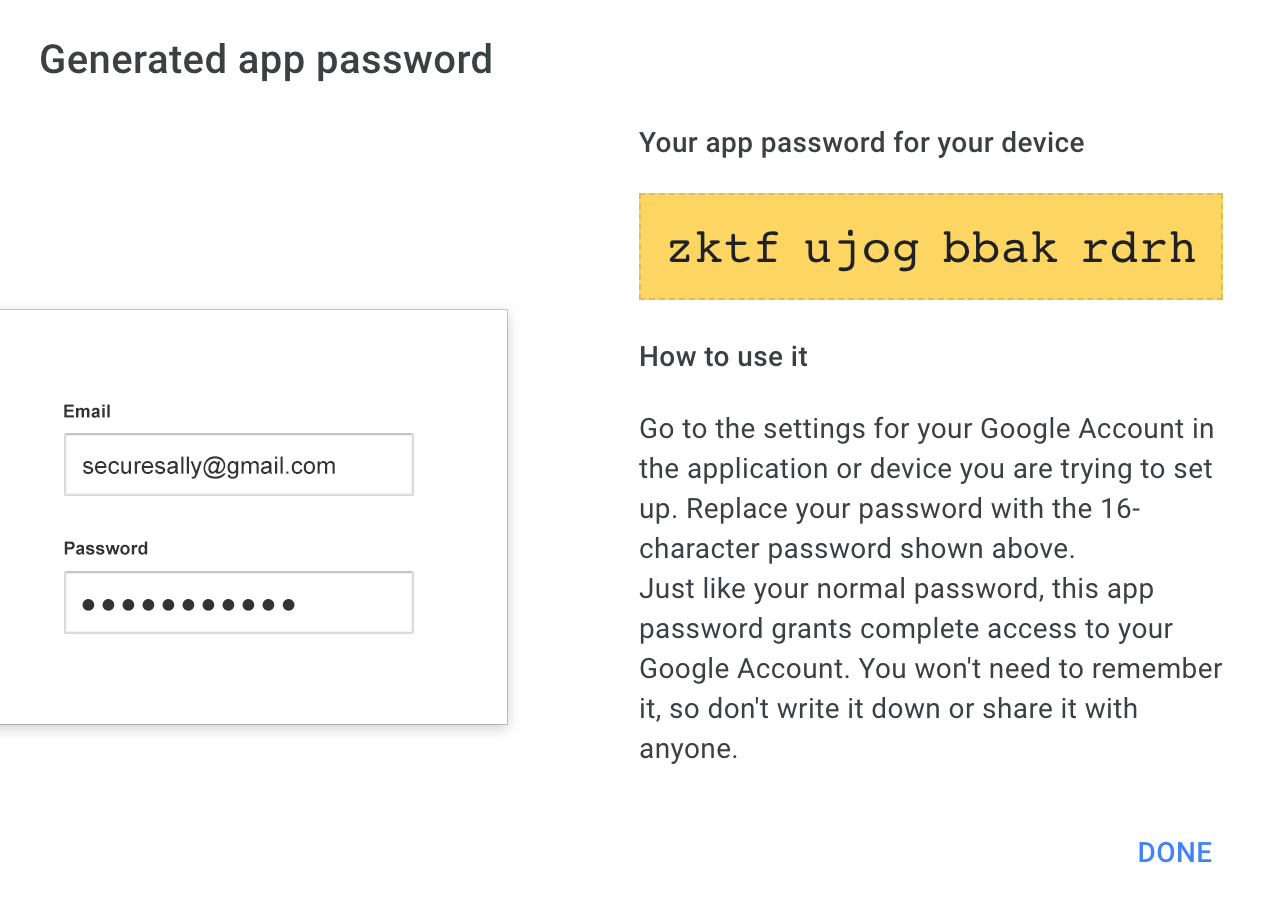 Generated app password
Your app password for your device
zktf ujog bbak rdrh
How to use it
Go to the settings for your Google Account in
the application or device you are trying to set
up. Replace your password with the 16-
character password shown above.
Just like your normal password, this app
password grants complete access to your
Google Account. You won't need to remember
it, so don't write it down or share it with
anyone.
Email
securesally@gmail.com
Password
●●●●●●●●●●●
DONE